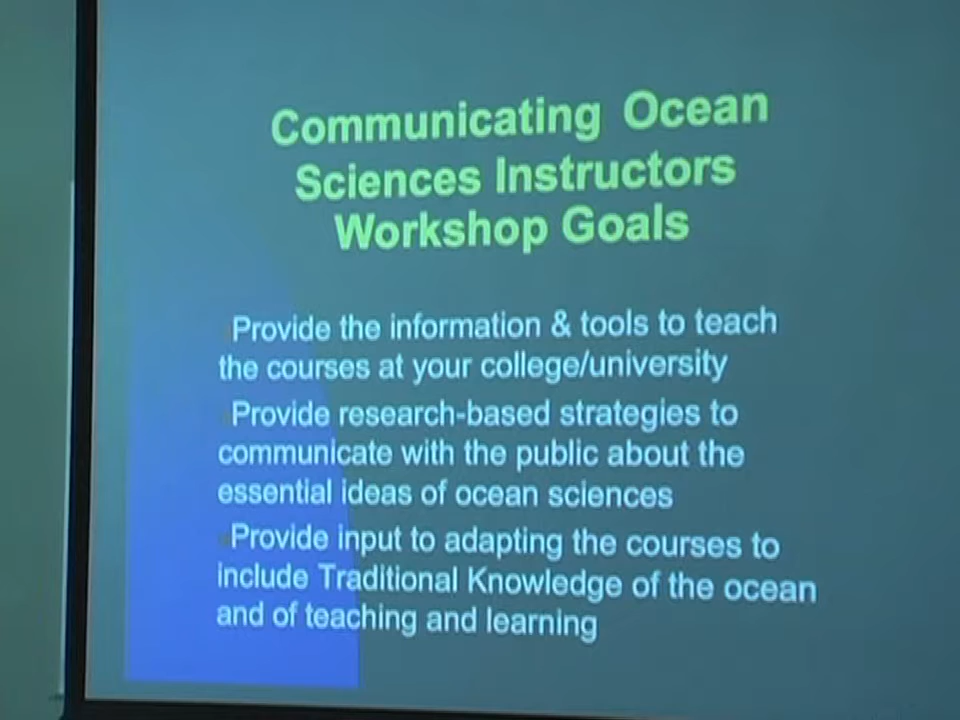 Communicating Ocean
Sciences Instructors
Workshop Goals
Provide the information & tools to teach
the courses at your college/university
Provide research-based strategies to
communicate with the public about the
essential ideas of ocean sciences
Provide input to adapting the courses to
include Traditional Knowledge of the ocean
and of teaching and learning